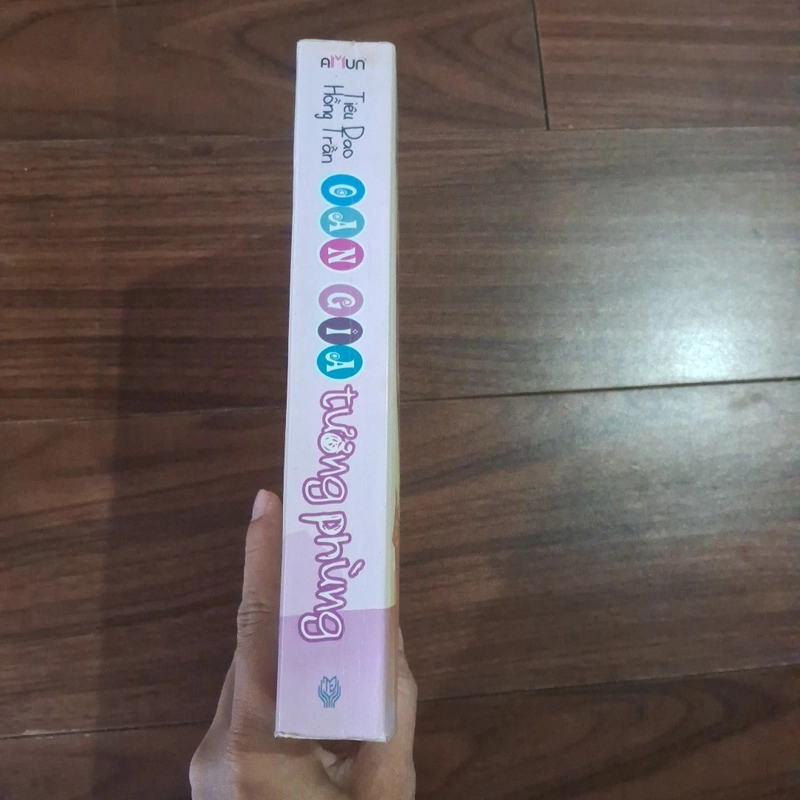 AMUN
Tiêu Dao
Hồng Trần
OAN GIA
tương phùng